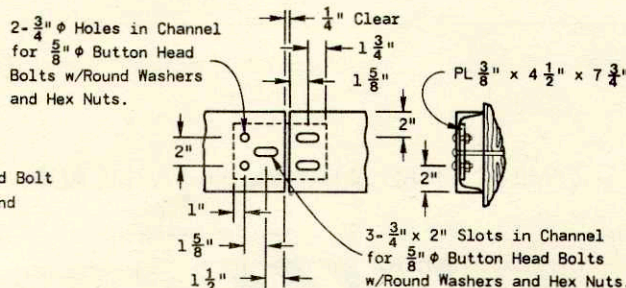 2-3/4" φ Holes in Channel
for 5/8" φ Button Head
Bolts w/Round Washers
and Hex Nuts.
1/4" Clear
1 3/4"
1 5/8"
PL 3/8" x 4 1/2" x 7 3/4"
2"
2"
2"
d Bolt
nd
1"
1 5/8"
1 1/2"
3-3/4" x 2" Slots in Channel
for 5/8" φ Button Head Bolts
w/Round Washers and Hex Nuts.